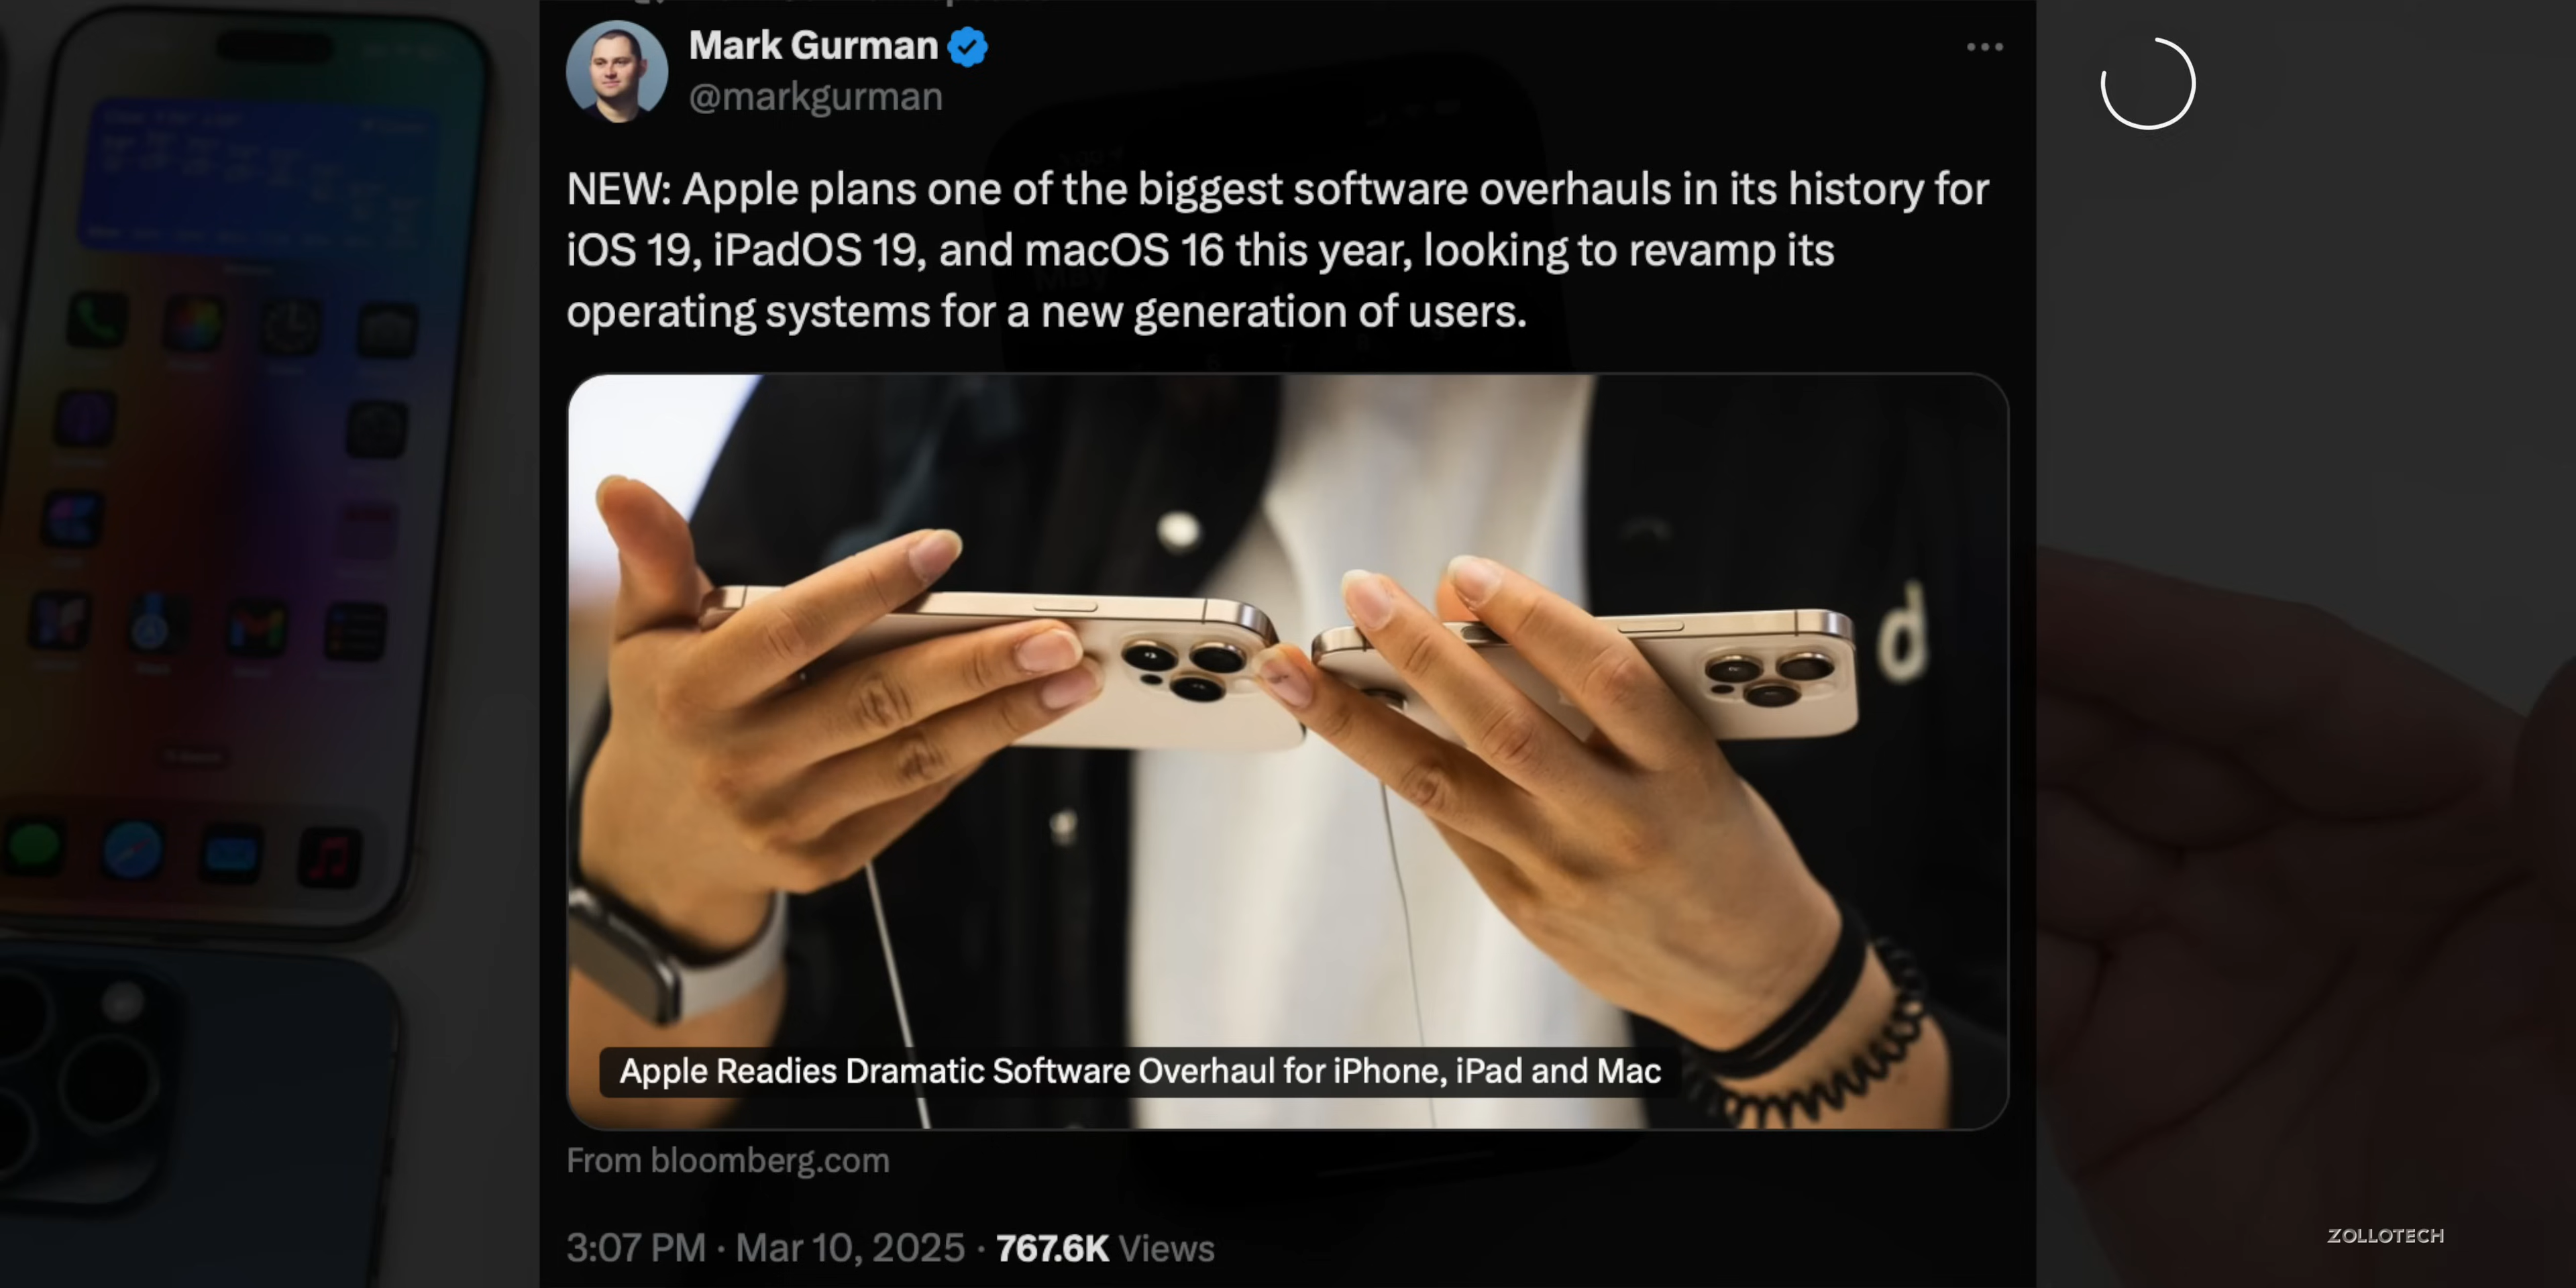 Mark Gurman
@markgurman
NEW: Apple plans one of the biggest software overhauls in its history for
iOS 19, iPadOS 19, and macOS 16 this year, looking to revamp its
operating systems for a new generation of users.
d
Apple Readies Dramatic Software Overhaul for iPhone, iPad and Mac
From bloomberg.com
3:07 PM · Mar 10, 2025 · 767.6K Views
ZOLLOTECH